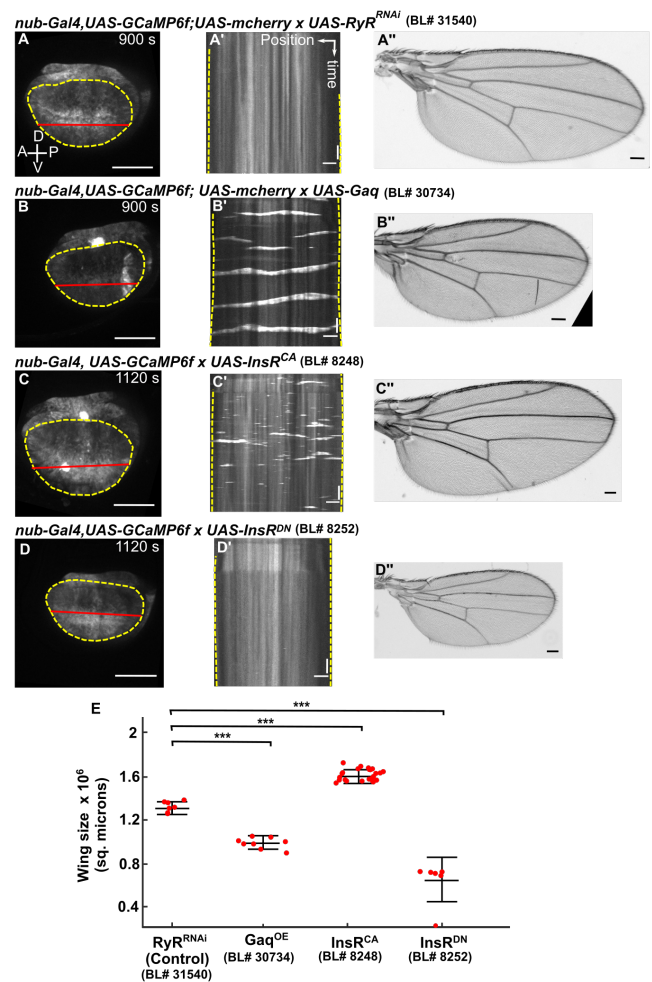 nub-Gal4,UAS-GCaMP6f;UAS-mcherry x UAS-RyR^RNAi (BL# 31540)
A 900 s A' Position time A"
D
A P
V
nub-Gal4,UAS-GCaMP6f; UAS-mcherry x UAS-Gaq (BL# 30734)
B 900 s B' B"
nub-Gal4, UAS-GCaMP6f x UAS-InsR^CA (BL# 8248)
C 1120 s C' C"
nub-Gal4,UAS-GCaMP6f x UAS-InsR^DN (BL# 8252)
D 1120 s D' D"
E
***
***
***
Wing size x 10^6
(sq. microns)
2
1.6
1.2
0.8
0.4
RyR^RNAi Gaq^OE InsR^CA InsR^DN
(Control) (BL# 30734) (BL# 8248) (BL# 8252)
(BL# 31540)